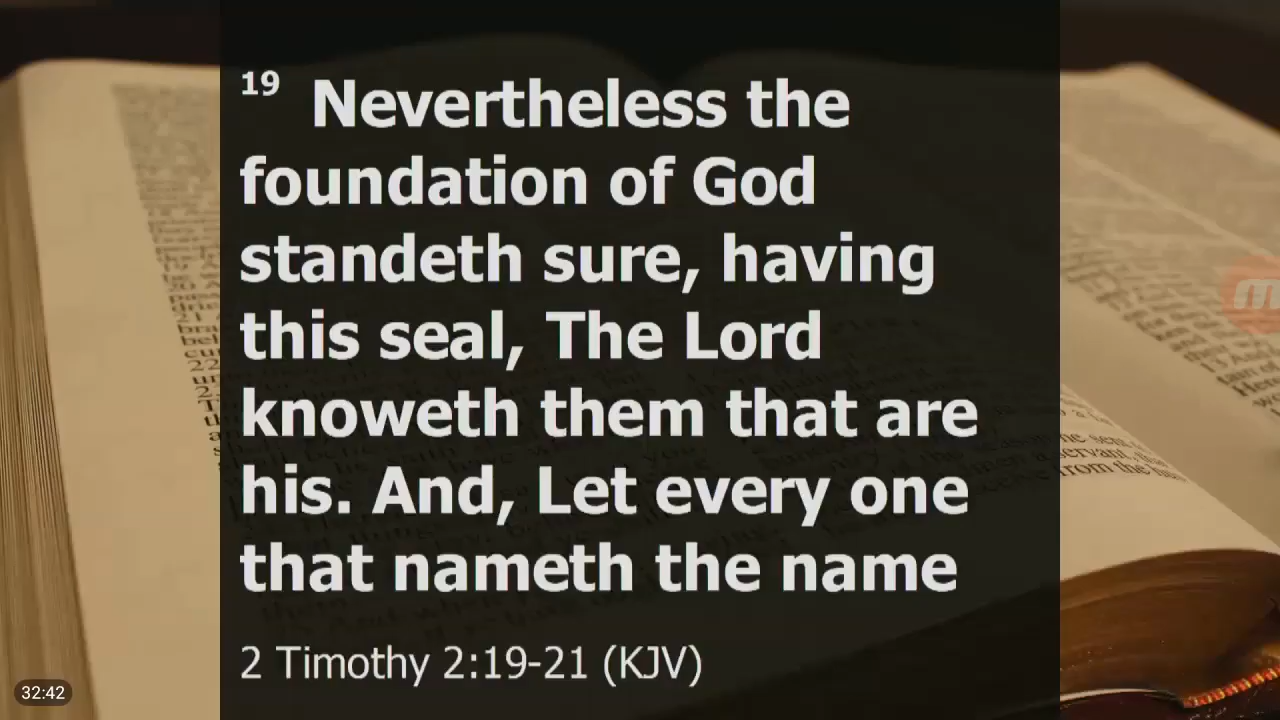 19 Nevertheless the
foundation of God
standeth sure, having
this seal, The Lord
knoweth them that are
his. And, Let every one
that nameth the name
2 Timothy 2:19-21 (KJV)
32:42